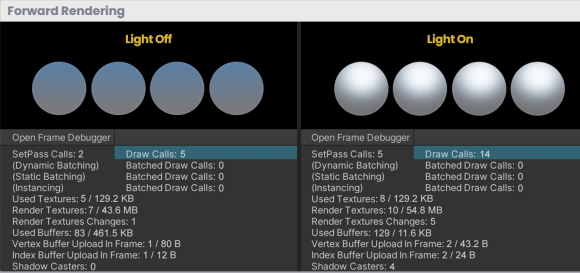 Forward Rendering
Light Off
Open Frame Debugger
SetPass Calls: 2 Draw Calls: 5
(Dynamic Batching) Batched Draw Calls: 0
(Static Batching) Batched Draw Calls: 0
(Instancing) Batched Draw Calls: 0
Used Textures: 5 / 129.2 KB
Render Textures: 7 / 43.6 MB
Render Textures Changes: 1
Used Buffers: 83 / 461.5 KB
Vertex Buffer Upload In Frame: 1 / 80 B
Index Buffer Upload In Frame: 1 / 12 B
Shadow Casters: 0
Light On
Open Frame Debugger
SetPass Calls: 5 Draw Calls: 14
(Dynamic Batching) Batched Draw Calls: 0
(Static Batching) Batched Draw Calls: 0
(Instancing) Batched Draw Calls: 0
Used Textures: 8 / 129.2 KB
Render Textures: 10 / 54.8 MB
Render Textures Changes: 5
Used Buffers: 129 / 11.6 KB
Vertex Buffer Upload In Frame: 2 / 43.2 B
Index Buffer Upload In Frame: 2 / 24 B
Shadow Casters: 4